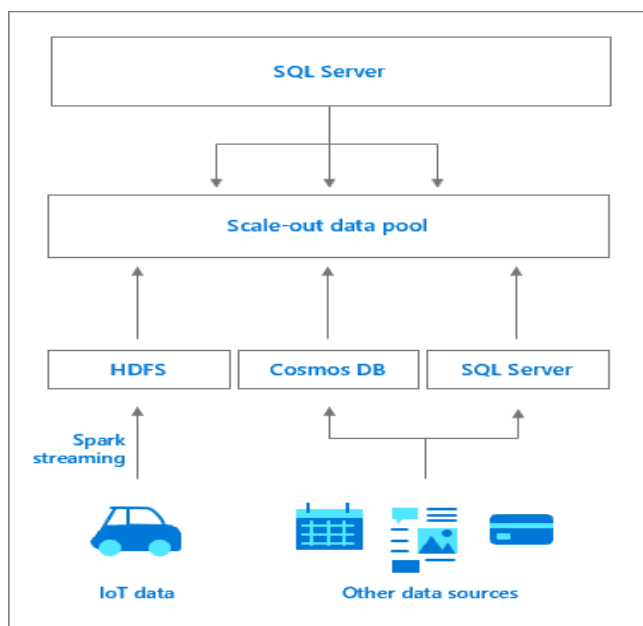 SQL Server
Scale-out data pool
HDFS
Cosmos DB
SQL Server
Spark
streaming
IoT data
Other data sources